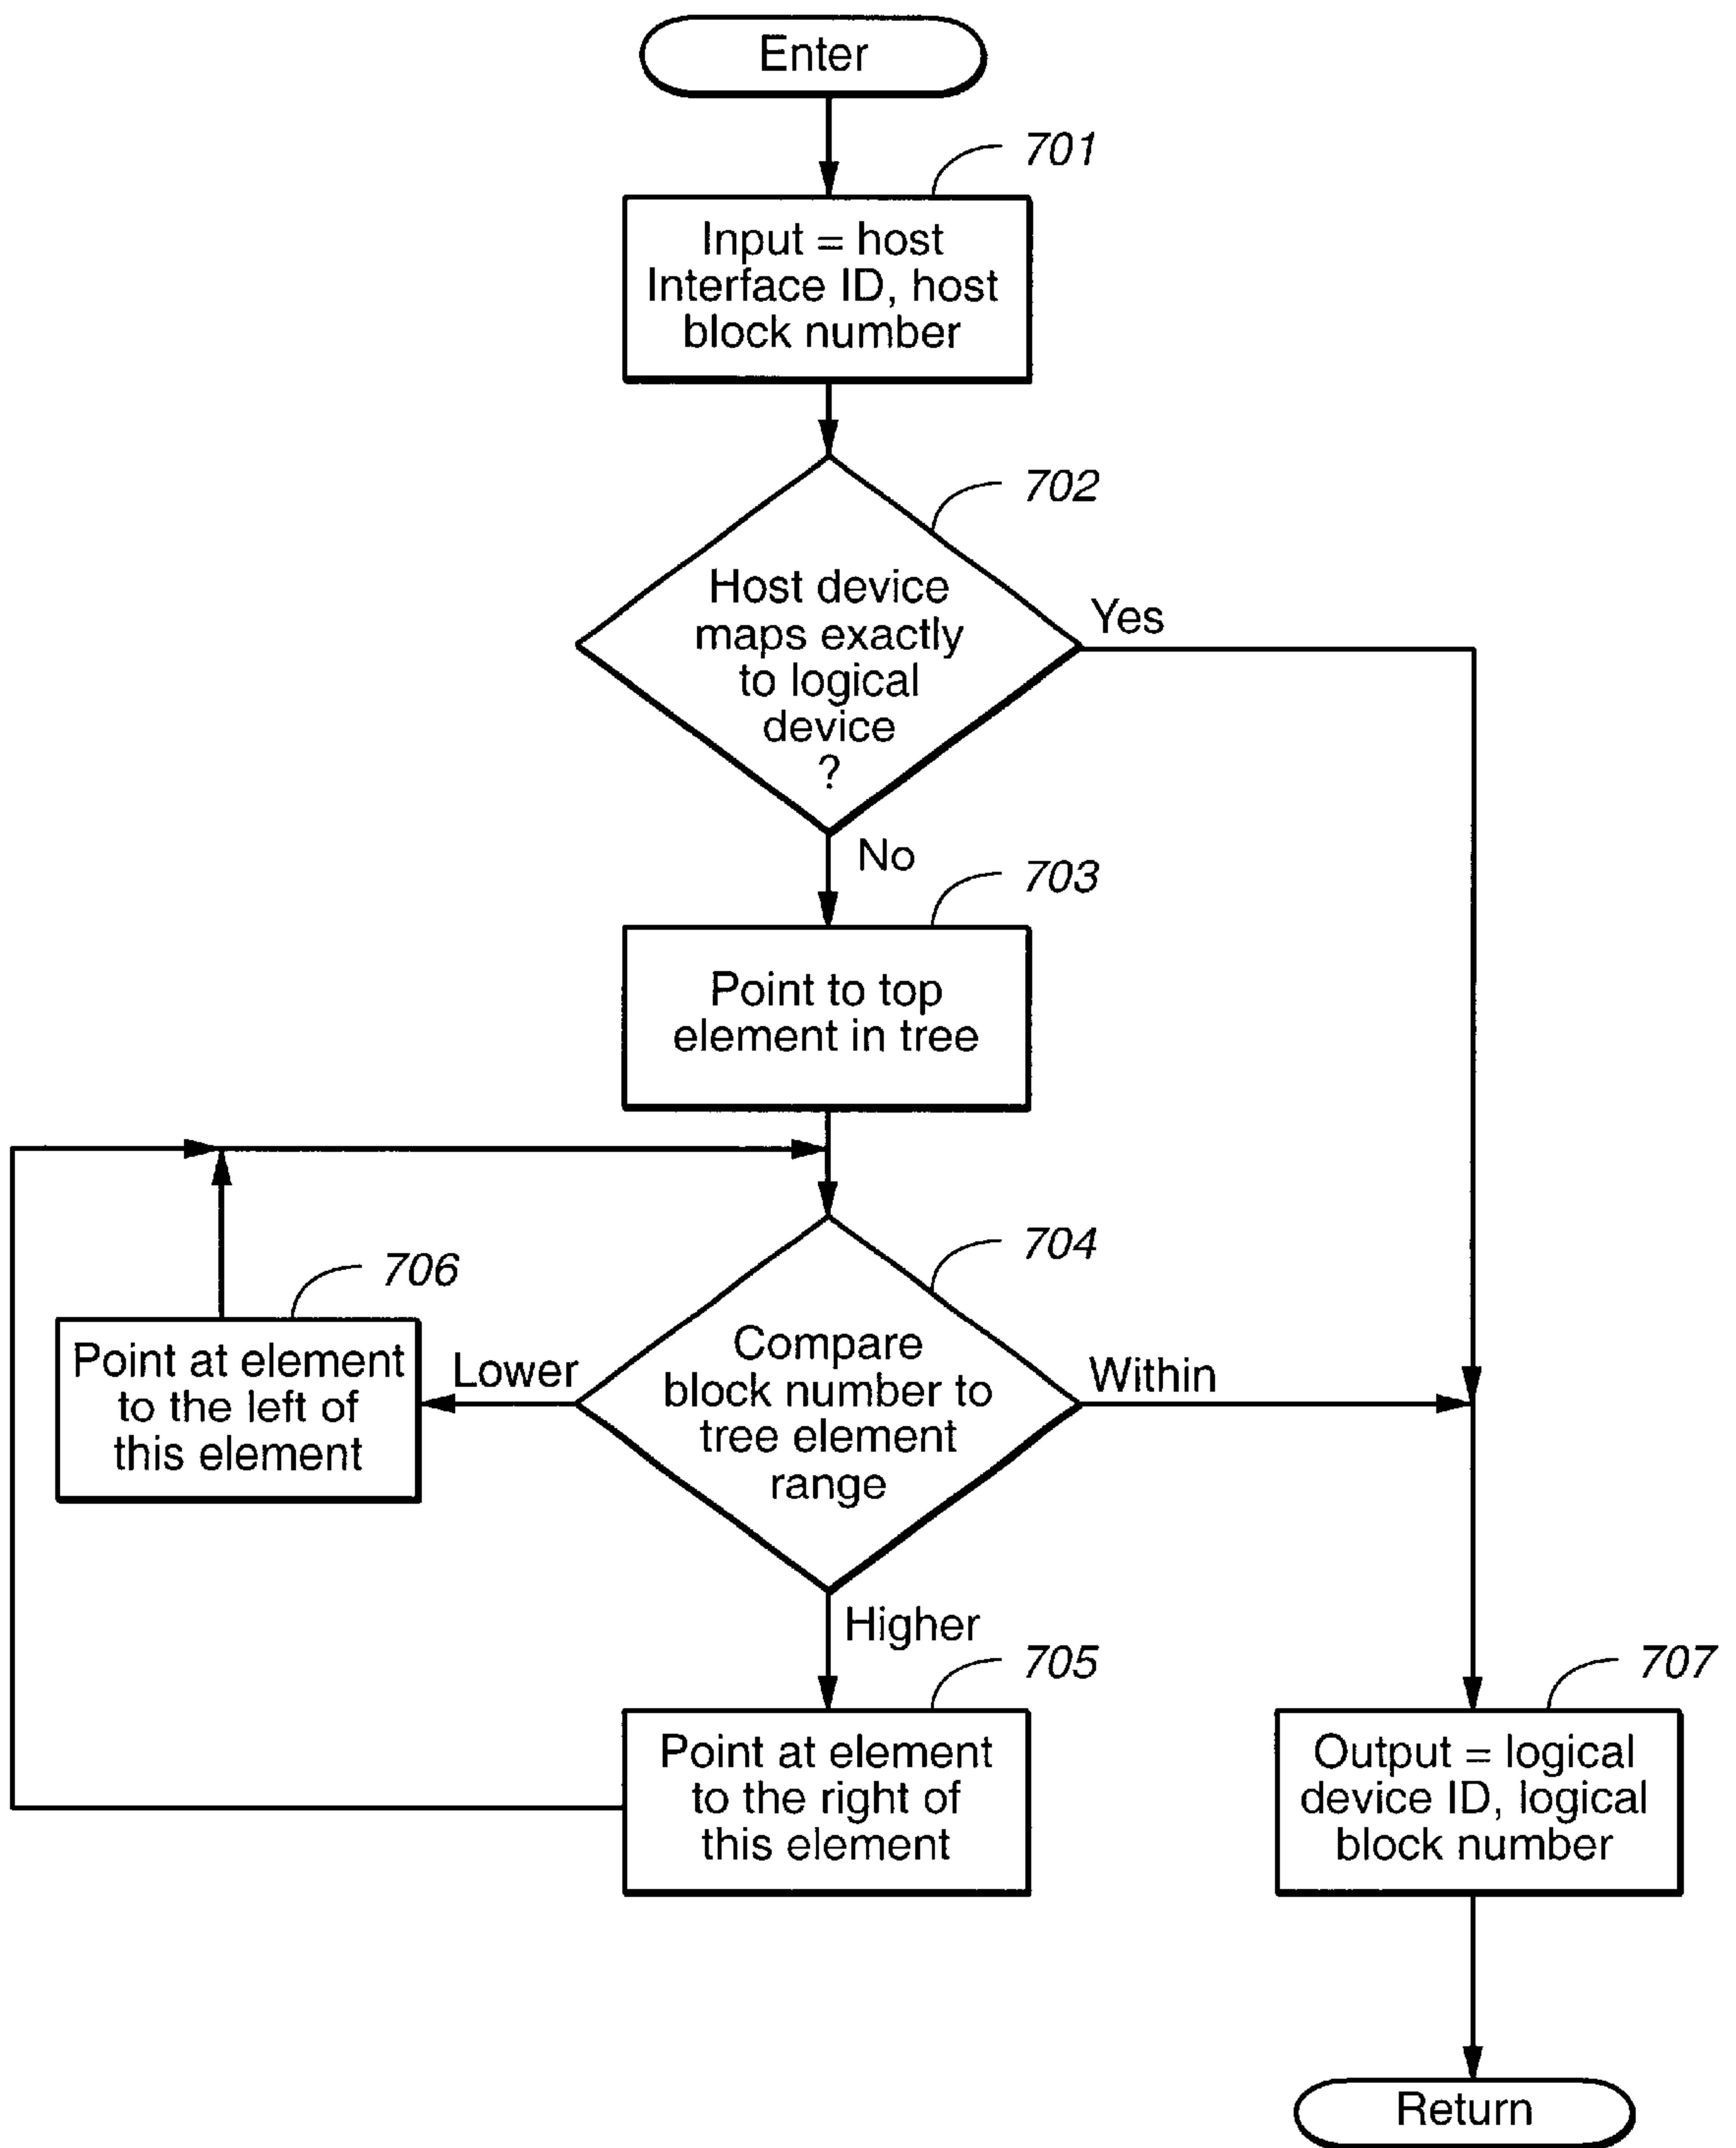 Enter
701
Input = host
Interface ID, host
block number
702
Host device
maps exactly
to logical
device
?
Yes
No
703
Point to top
element in tree
704
706
Point at element
to the left of
this element
Lower
Compare
block number to
tree element
range
Within
Higher
705
Point at element
to the right of
this element
707
Output = logical
device ID, logical
block number
Return